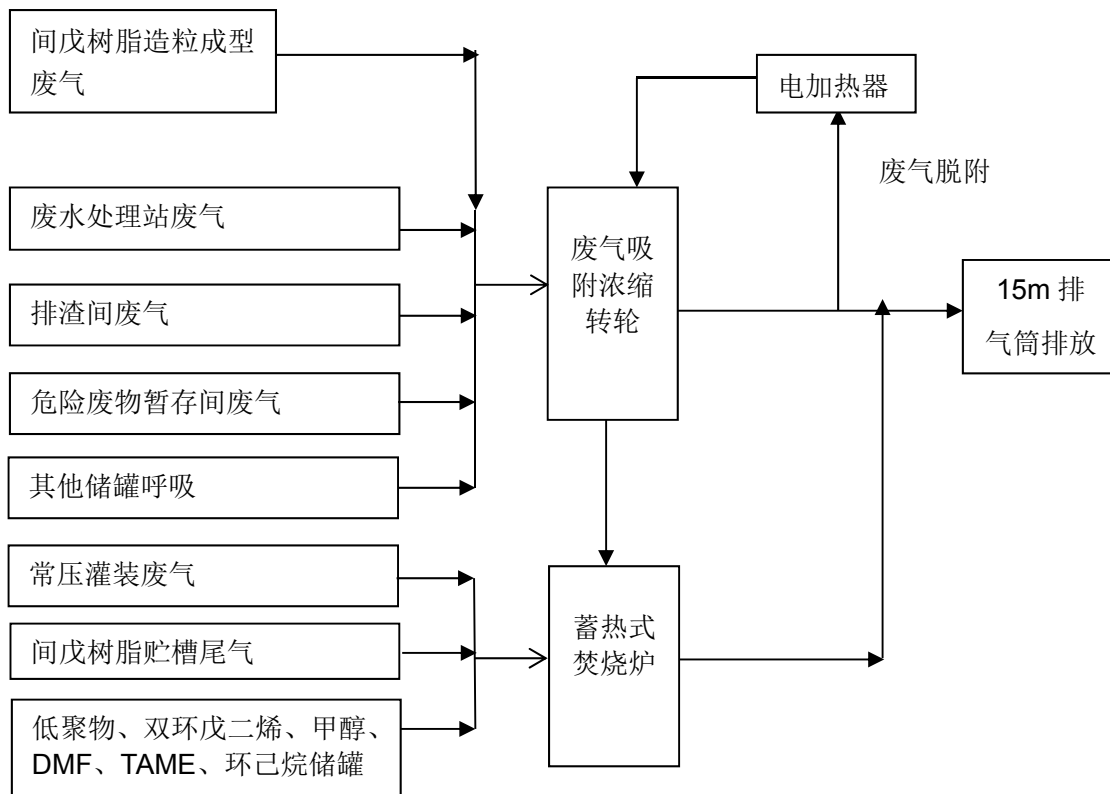 间戊树脂造粒成型
废气
电加热器
废气脱附
废水处理站废气
废气吸
附浓缩
转轮
排渣间废气
15m 排
气筒排放
危险废物暂存间废气
其他储罐呼吸
常压灌装废气
蓄热式
焚烧炉
间戊树脂贮槽尾气
低聚物、双环戊二烯、甲醇、
DMF、TAME、环己烷储罐